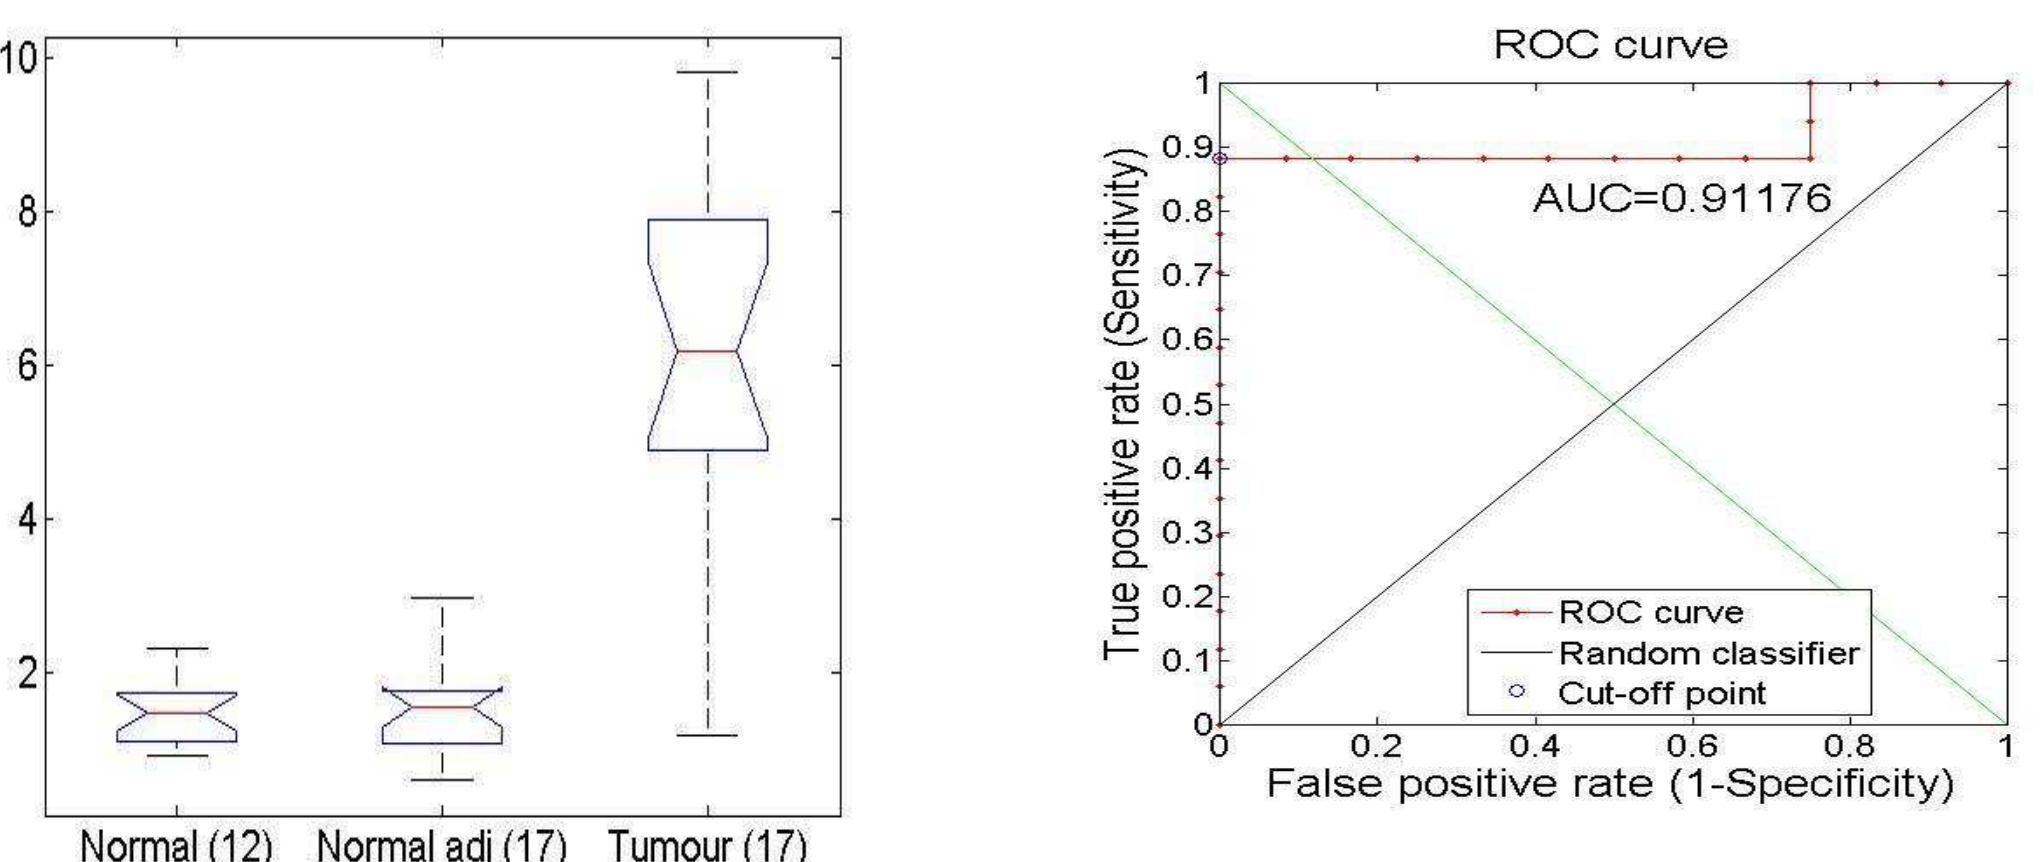 10
8
6
4
2
Normal (12) Normal adj (17) Tumour (17)
ROC curve
True positive rate (Sensitivity)
1
0.9
0.8
0.7
0.6
0.5
0.4
0.3
0.2
0.1
0
AUC=0.91176
ROC curve
Random classifier
Cut-off point
0 0.2 0.4 0.6 0.8 1
False positive rate (1-Specificity)